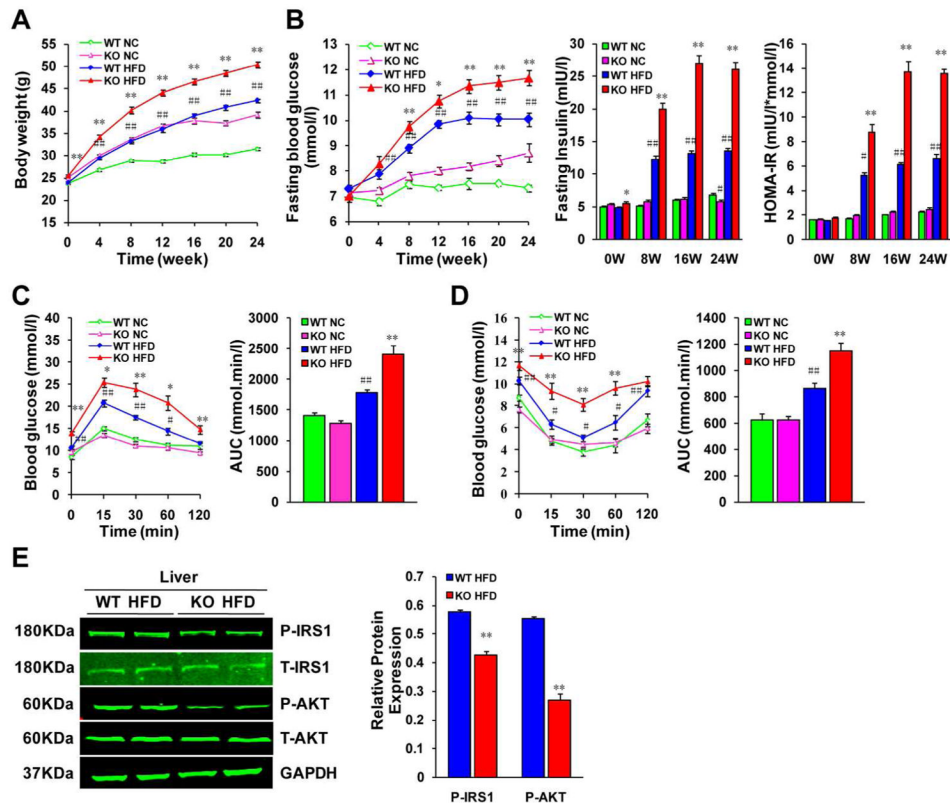 A
WT NC
KO NC
WT HFD
KO HFD
Body weight (g)
55
50
45
40
35
30
25
20
** ** ** ** ** ** **
## ## ## ## ## ##
0 4 8 12 16 20 24
Time (week)
B
WT NC
KO NC
WT HFD
KO HFD
Fasting blood glucose
(mmol/l)
13
12
11
10
9
8
7
6
** * ** ** **
## ## ## ## ## ##
0 4 8 12 16 20 24
Time (week)
WT NC
KO NC
WT HFD
KO HFD
Fasting Insulin (mIU/l)
35
30
25
20
15
10
5
0
* ** ** **
## ## # ##
0W 8W 16W 24W
WT NC
KO NC
WT HFD
KO HFD
HOMA-IR (mIU/l*mmol/l)
16
14
12
10
8
6
4
2
0
** ** **
# ## ##
0W 8W 16W 24W
C
WT NC
KO NC
WT HFD
KO HFD
Blood glucose (mmol/l)
40
35
30
25
20
15
10
5
0
** * ** * **
## ## ## #
0 15 30 60 120
Time (min)
WT NC
KO NC
WT HFD
KO HFD
AUC (mmol.min/l)
3000
2500
2000
1500
1000
500
0
## **
D
WT NC
KO NC
WT HFD
KO HFD
Blood glucose (mmol/l)
16
14
12
10
8
6
4
2
0
** ** ** **
## # # # ##
0 15 30 60 120
Time (min)
WT NC
KO NC
WT HFD
KO HFD
AUC (mmol.min/l)
1400
1200
1000
800
600
400
200
0
## **
E
Liver
WT HFD KO HFD
180KDa P-IRS1
180KDa T-IRS1
60KDa P-AKT
60KDa T-AKT
37KDa GAPDH
WT HFD
KO HFD
Relative Protein
Expression
0.7
0.6
0.5
0.4
0.3
0.2
0.1
0
** **
P-IRS1 P-AKT